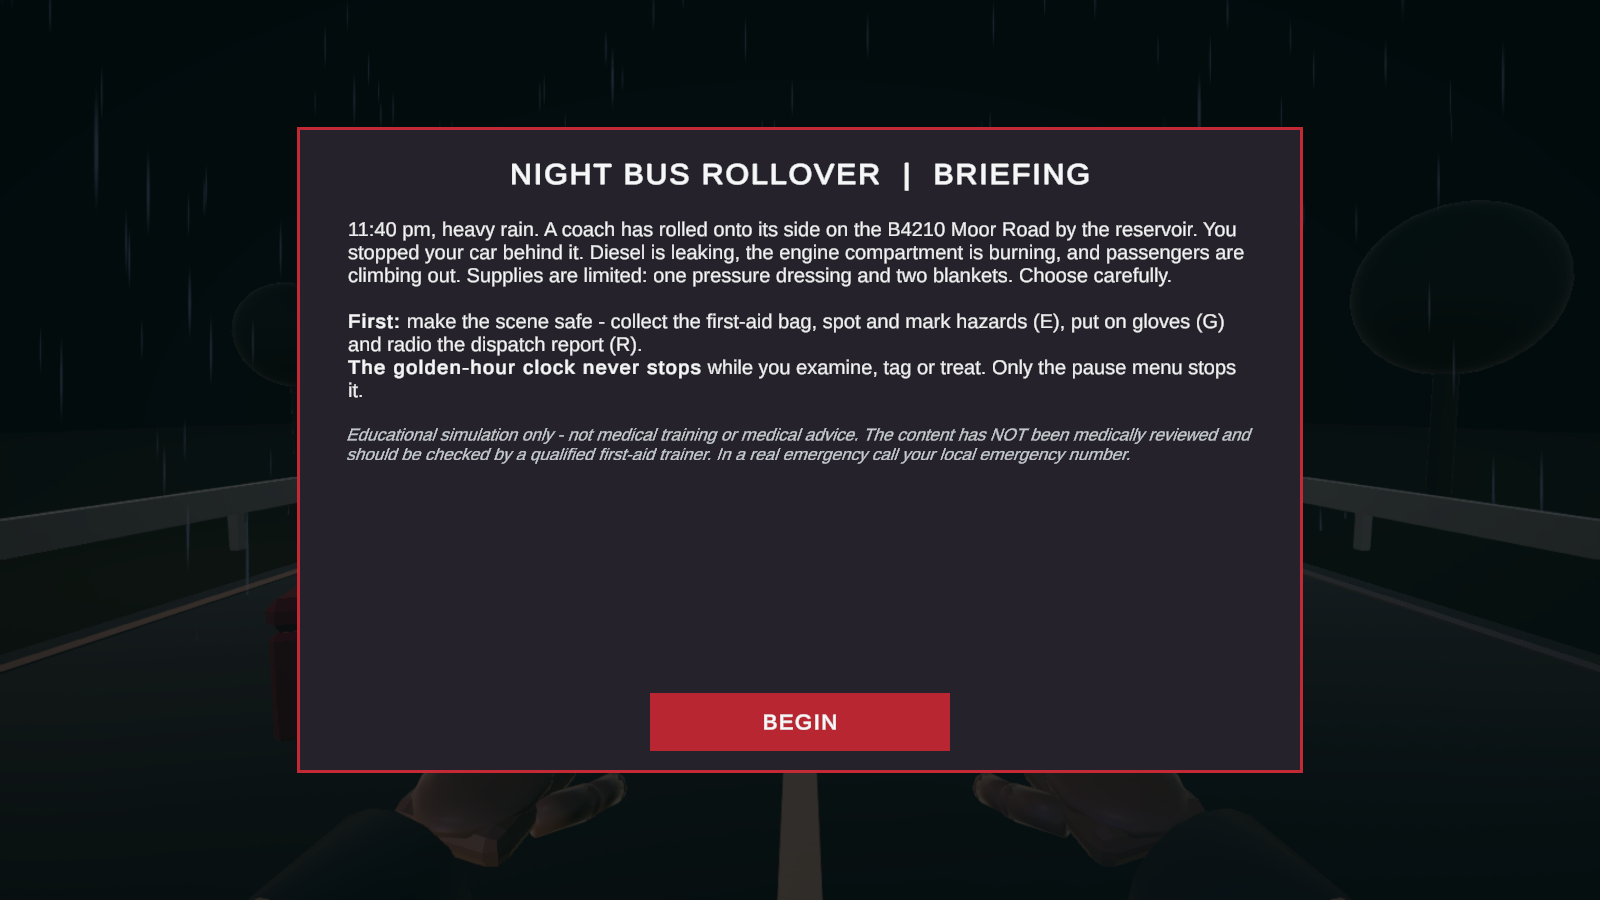 NIGHT BUS ROLLOVER | BRIEFING
11:40 pm, heavy rain. A coach has rolled onto its side on the B4210 Moor Road by the reservoir. You
stopped your car behind it. Diesel is leaking, the engine compartment is burning, and passengers are
climbing out. Supplies are limited: one pressure dressing and two blankets. Choose carefully.
First: make the scene safe - collect the first-aid bag, spot and mark hazards (E), put on gloves (G)
and radio the dispatch report (R).
The golden-hour clock never stops while you examine, tag or treat. Only the pause menu stops
it.
Educational simulation only - not medical training or medical advice. The content has NOT been medically reviewed and
should be checked by a qualified first-aid trainer. In a real emergency call your local emergency number.
BEGIN